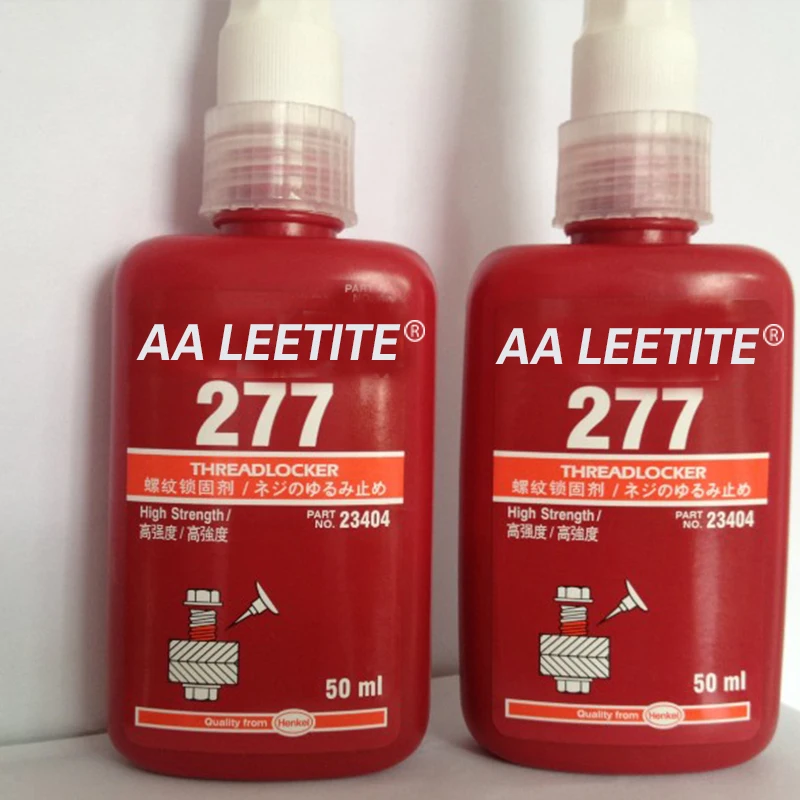 AA LEETITE®
277
THREADLOCKER
螺纹锁固剂 / ネジのゆるみ止め
High Strength /
高强度 / 高強度
PART
NO. 23404
50 ml
Quality from Henkel
PART
NO.
AA LEETITE®
277
THREADLOCKER
螺纹锁固剂 / ネジのゆるみ止め
High Strength /
高强度 / 高強度
PART
NO. 23404
50 ml
Quality from Henkel